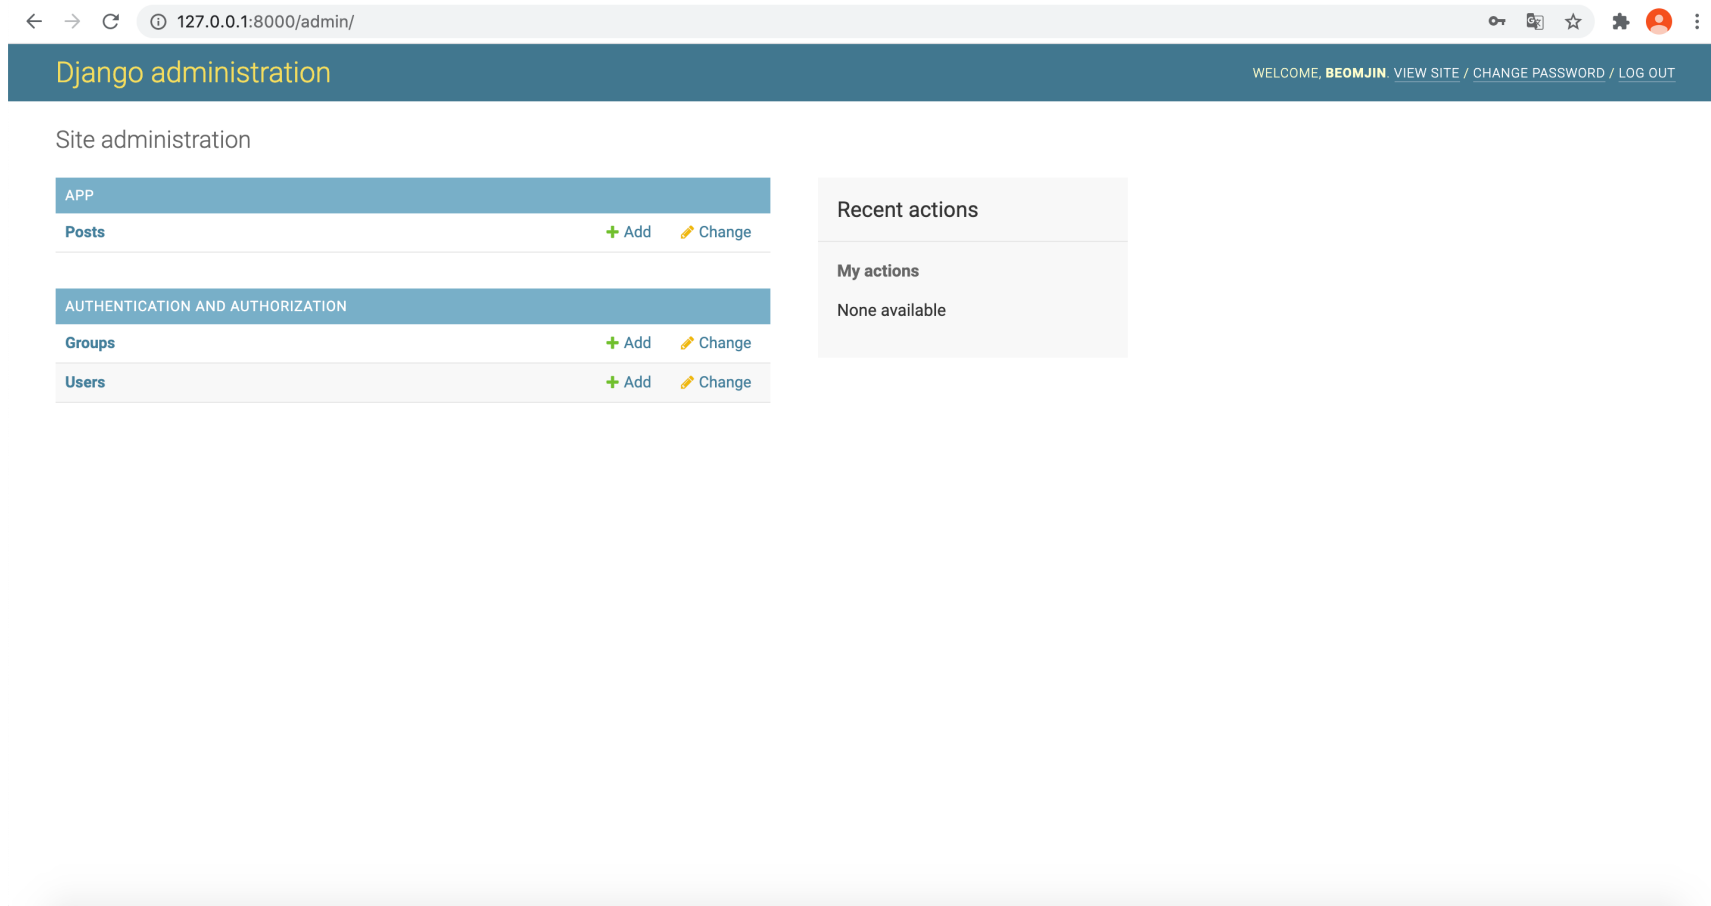 127.0.0.1:8000/admin/
Django administration
WELCOME, BEOMJIN. VIEW SITE / CHANGE PASSWORD / LOG OUT
Site administration
APP
Posts Add Change
AUTHENTICATION AND AUTHORIZATION
Groups Add Change
Users Add Change
Recent actions
My actions
None available